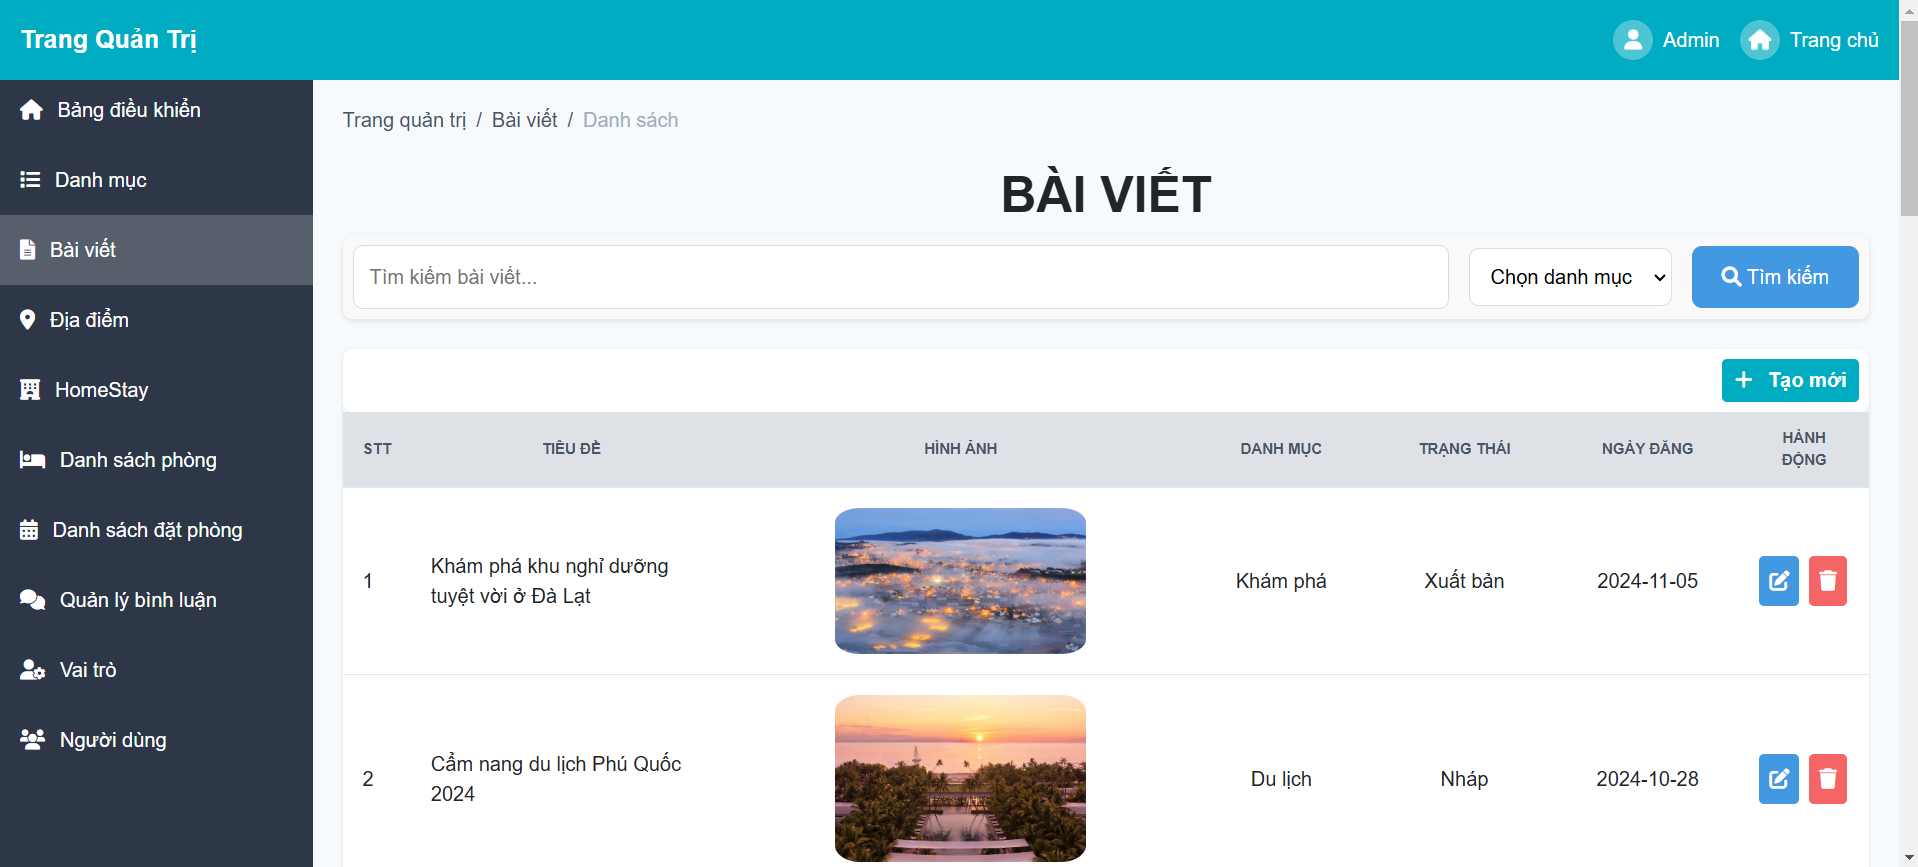 Trang Quản Trị
Admin
Trang chủ
Bảng điều khiển
Danh mục
Bài viết
Địa điểm
HomeStay
Danh sách phòng
Danh sách đặt phòng
Quản lý bình luận
Vai trò
Người dùng
Trang quản trị / Bài viết / Danh sách
BÀI VIẾT
Tìm kiếm bài viết...
Chọn danh mục
Tìm kiếm
Tạo mới
STT TIÊU ĐỀ HÌNH ẢNH DANH MỤC TRẠNG THÁI NGÀY ĐĂNG HÀNH
ĐỘNG
1 Khám phá khu nghỉ dưỡng
tuyệt vời ở Đà Lạt
Khám phá Xuất bản 2024-11-05
2 Cẩm nang du lịch Phú Quốc
2024
Du lịch Nháp 2024-10-28